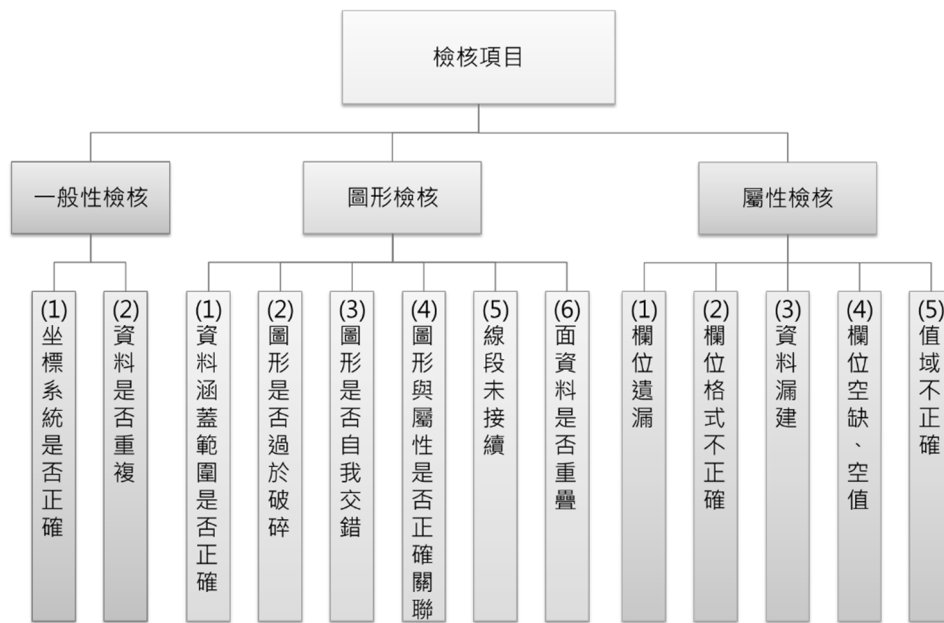 檢核項目
一般性檢核
圖形檢核
屬性檢核
(1)坐標系統是否正確
(2)資料是否重複
(1)資料涵蓋範圍是否正確
(2)圖形是否過於破碎
(3)圖形是否自我交錯
(4)圖形與屬性是否正確關聯
(5)線段未接續
(6)面資料是否重疊
(1)欄位遺漏
(2)欄位格式不正確
(3)資料漏建
(4)欄位空缺、空值
(5)值域不正確